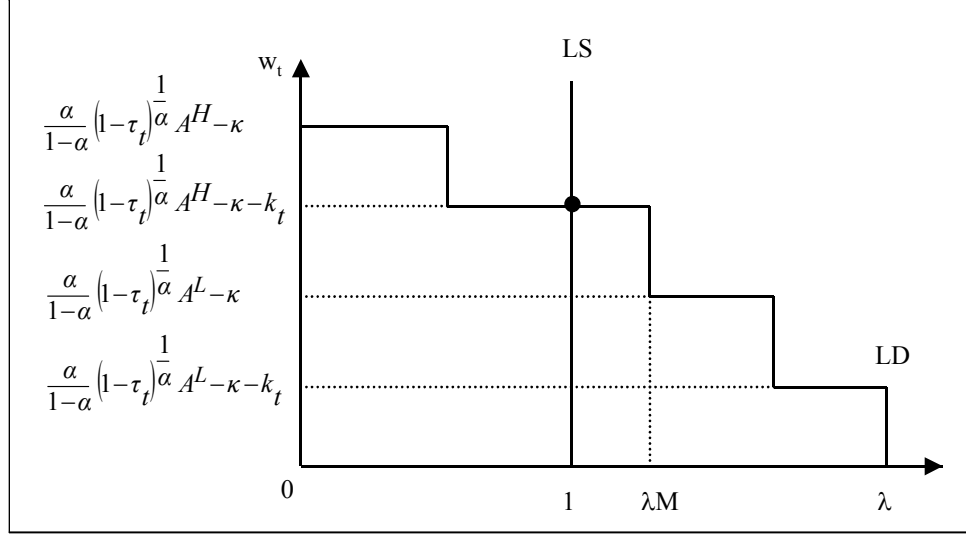 LS
w_t
α/(1−α) (1−τ_t)^(1/α) A^H−κ
α/(1−α) (1−τ_t)^(1/α) A^H−κ−k_t
α/(1−α) (1−τ_t)^(1/α) A^L−κ
LD
α/(1−α) (1−τ_t)^(1/α) A^L−κ−k_t
0 1 λM λ